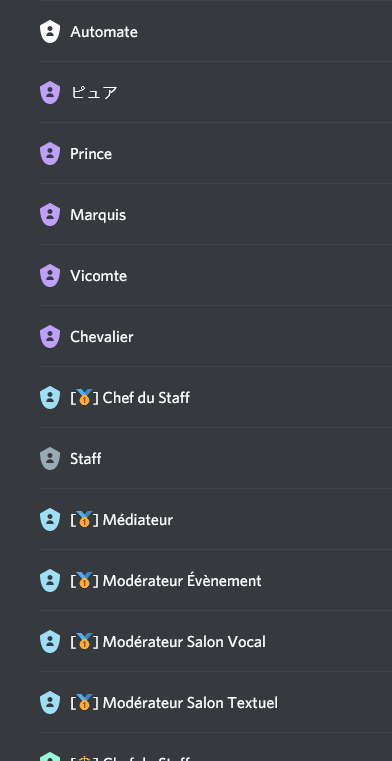 Automate
ピュア
Prince
Marquis
Vicomte
Chevalier
[🥇] Chef du Staff
Staff
[🥇] Médiateur
[🥇] Modérateur Évènement
[🥇] Modérateur Salon Vocal
[🥇] Modérateur Salon Textuel